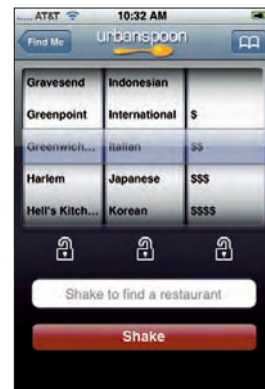 AT&T 10:32 AM
Find Me urbanspoon
Gravesend Indonesian
Greenpoint International $
Greenwich... Italian $$
Harlem Japanese $$$
Hell's Kitch... Korean $$$$
Shake to find a restaurant
Shake